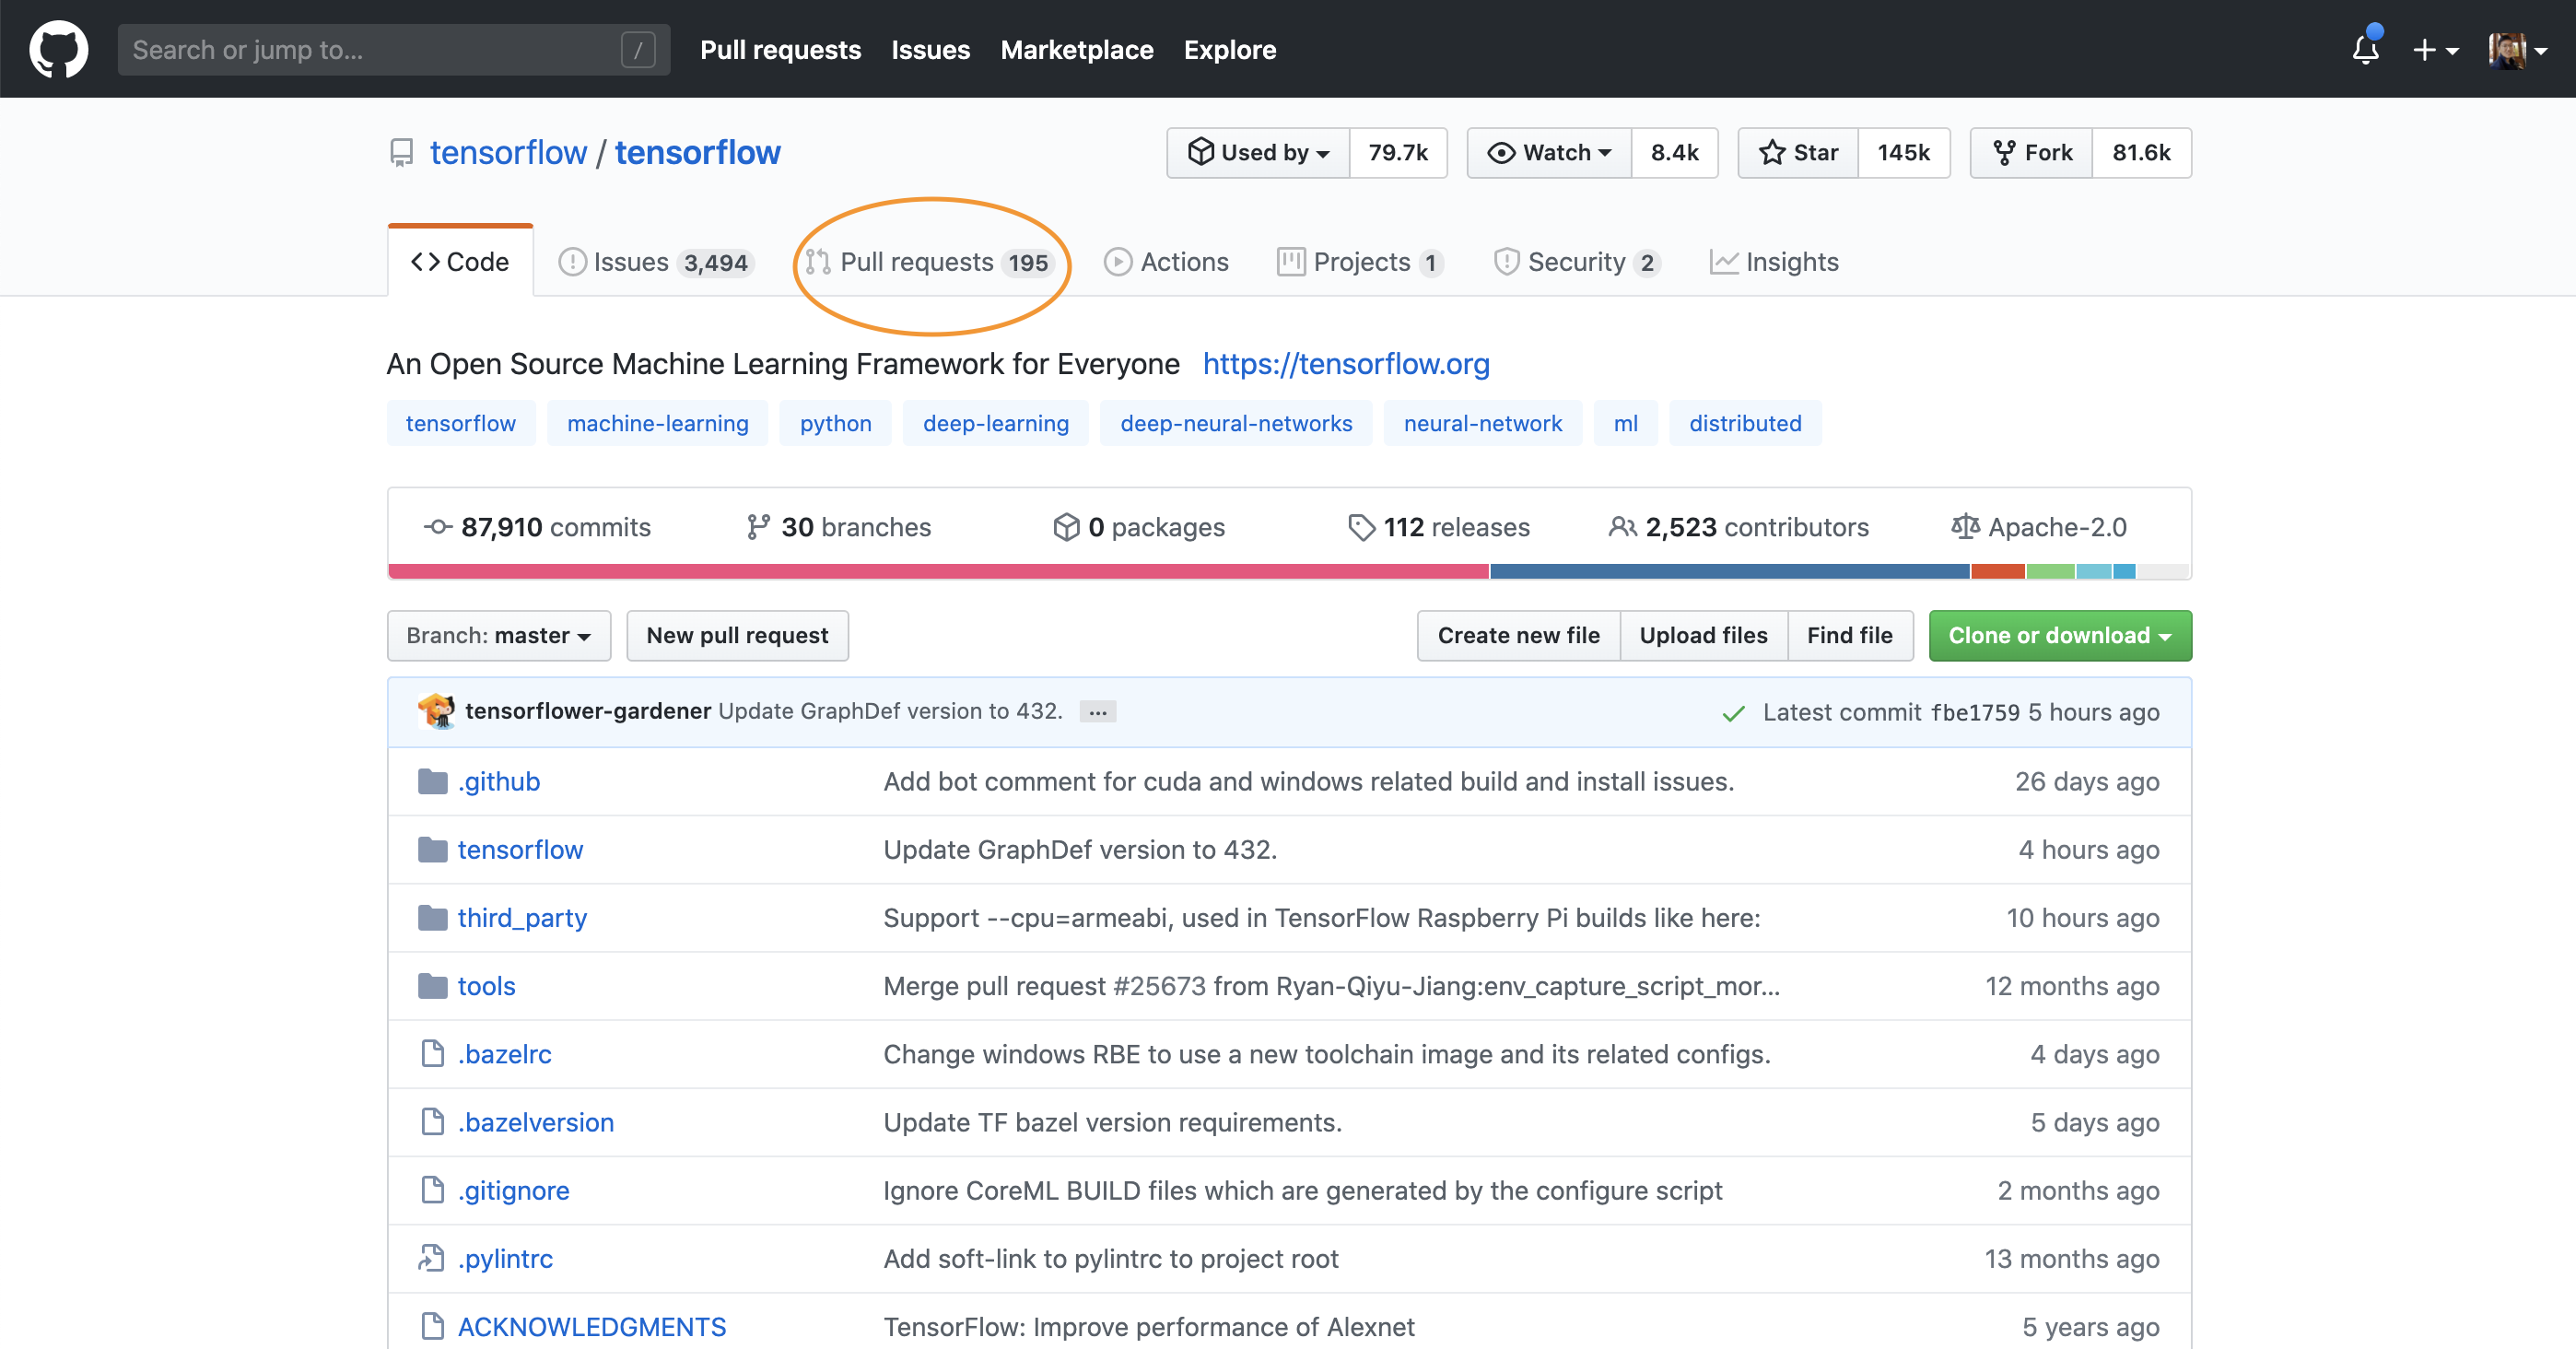 Search or jump to... / Pull requests Issues Marketplace Explore
tensorflow / tensorflow Used by 79.7k Watch 8.4k Star 145k Fork 81.6k
Code Issues 3,494 Pull requests 195 Actions Projects 1 Security 2 Insights
An Open Source Machine Learning Framework for Everyone https://tensorflow.org
tensorflow machine-learning python deep-learning deep-neural-networks neural-network ml distributed
87,910 commits 30 branches 0 packages 112 releases 2,523 contributors Apache-2.0
Branch: master New pull request Create new file Upload files Find file Clone or download
tensorflower-gardener Update GraphDef version to 432. ... Latest commit fbe1759 5 hours ago
.github Add bot comment for cuda and windows related build and install issues. 26 days ago
tensorflow Update GraphDef version to 432. 4 hours ago
third_party Support --cpu=armeabi, used in TensorFlow Raspberry Pi builds like here: 10 hours ago
tools Merge pull request #25673 from Ryan-Qiyu-Jiang:env_capture_script_mor... 12 months ago
.bazelrc Change windows RBE to use a new toolchain image and its related configs. 4 days ago
.bazelversion Update TF bazel version requirements. 5 days ago
.gitignore Ignore CoreML BUILD files which are generated by the configure script 2 months ago
.pylintrc Add soft-link to pylintrc to project root 13 months ago
ACKNOWLEDGMENTS TensorFlow: Improve performance of Alexnet 5 years ago